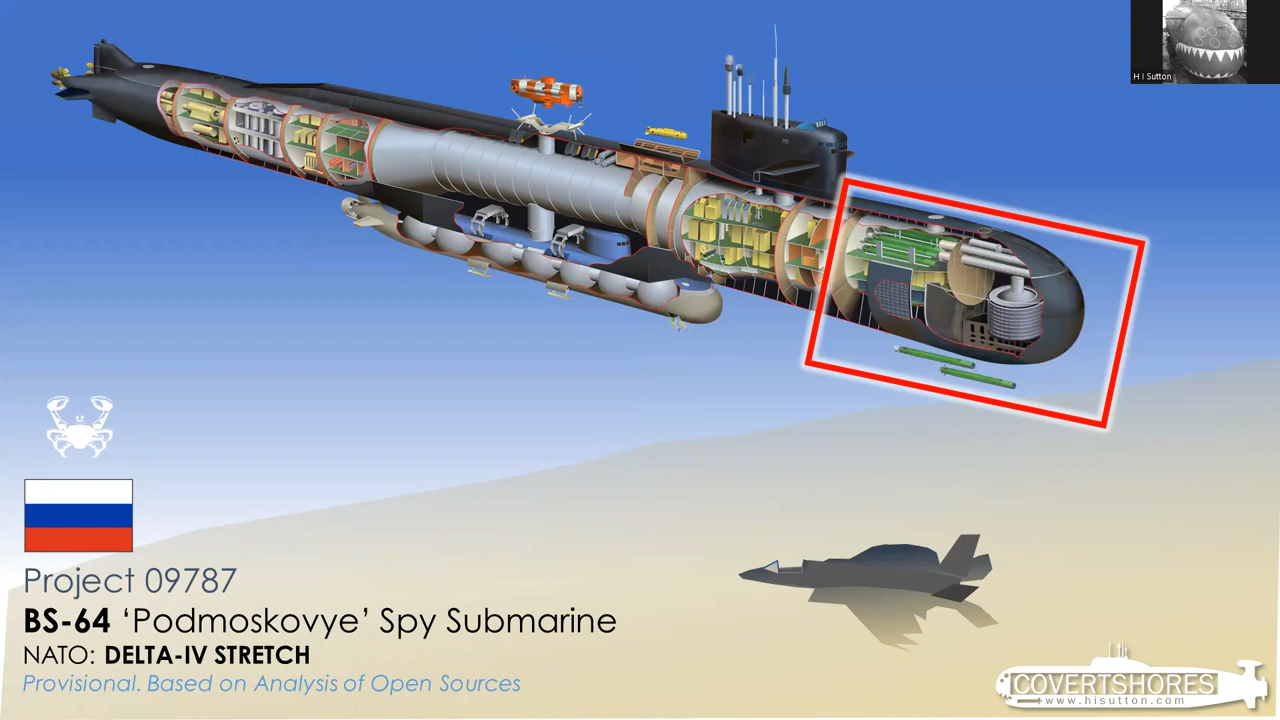 H I Sutton
Project 09787
BS-64 ‘Podmoskovye’ Spy Submarine
NATO: DELTA-IV STRETCH
Provisional. Based on Analysis of Open Sources
COVERTSHORES
www.hisutton.com